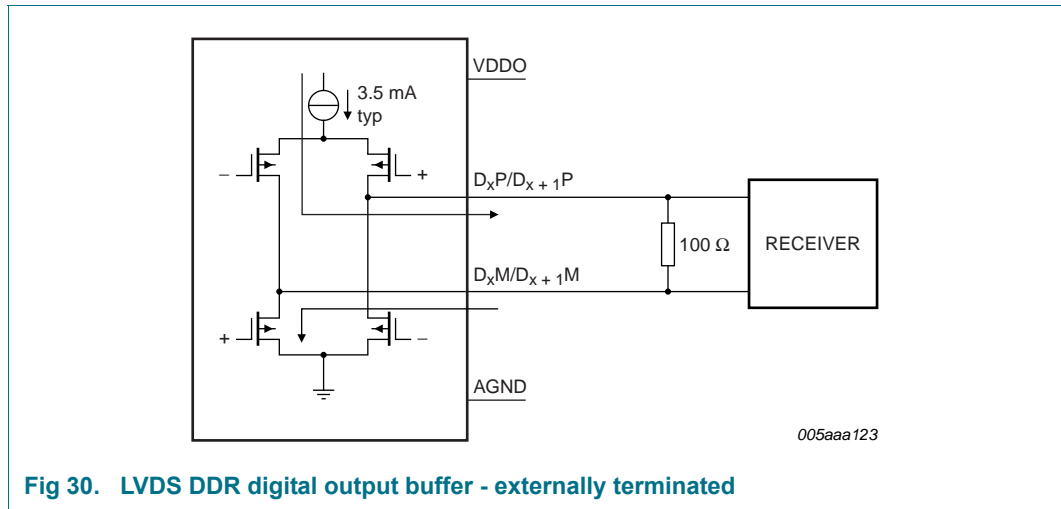 VDDO
3.5 mA
typ
−
+
DxP/Dx + 1P
100 Ω
RECEIVER
DxM/Dx + 1M
+
−
AGND
005aaa123
Fig 30. LVDS DDR digital output buffer - externally terminated